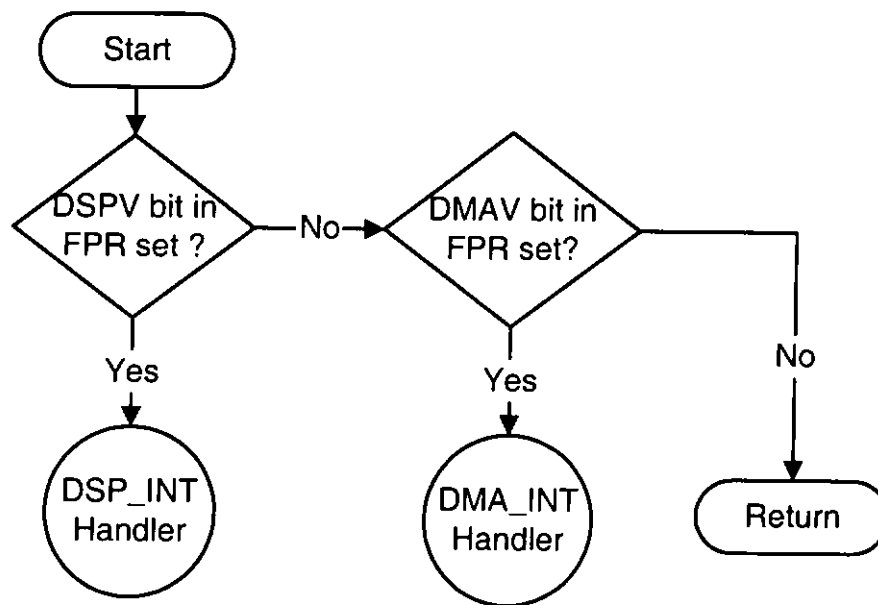 Start
DSPV bit in
FPR set ?
No
DMAV bit in
FPR set?
Yes
Yes
No
DSP_INT
Handler
DMA_INT
Handler
Return